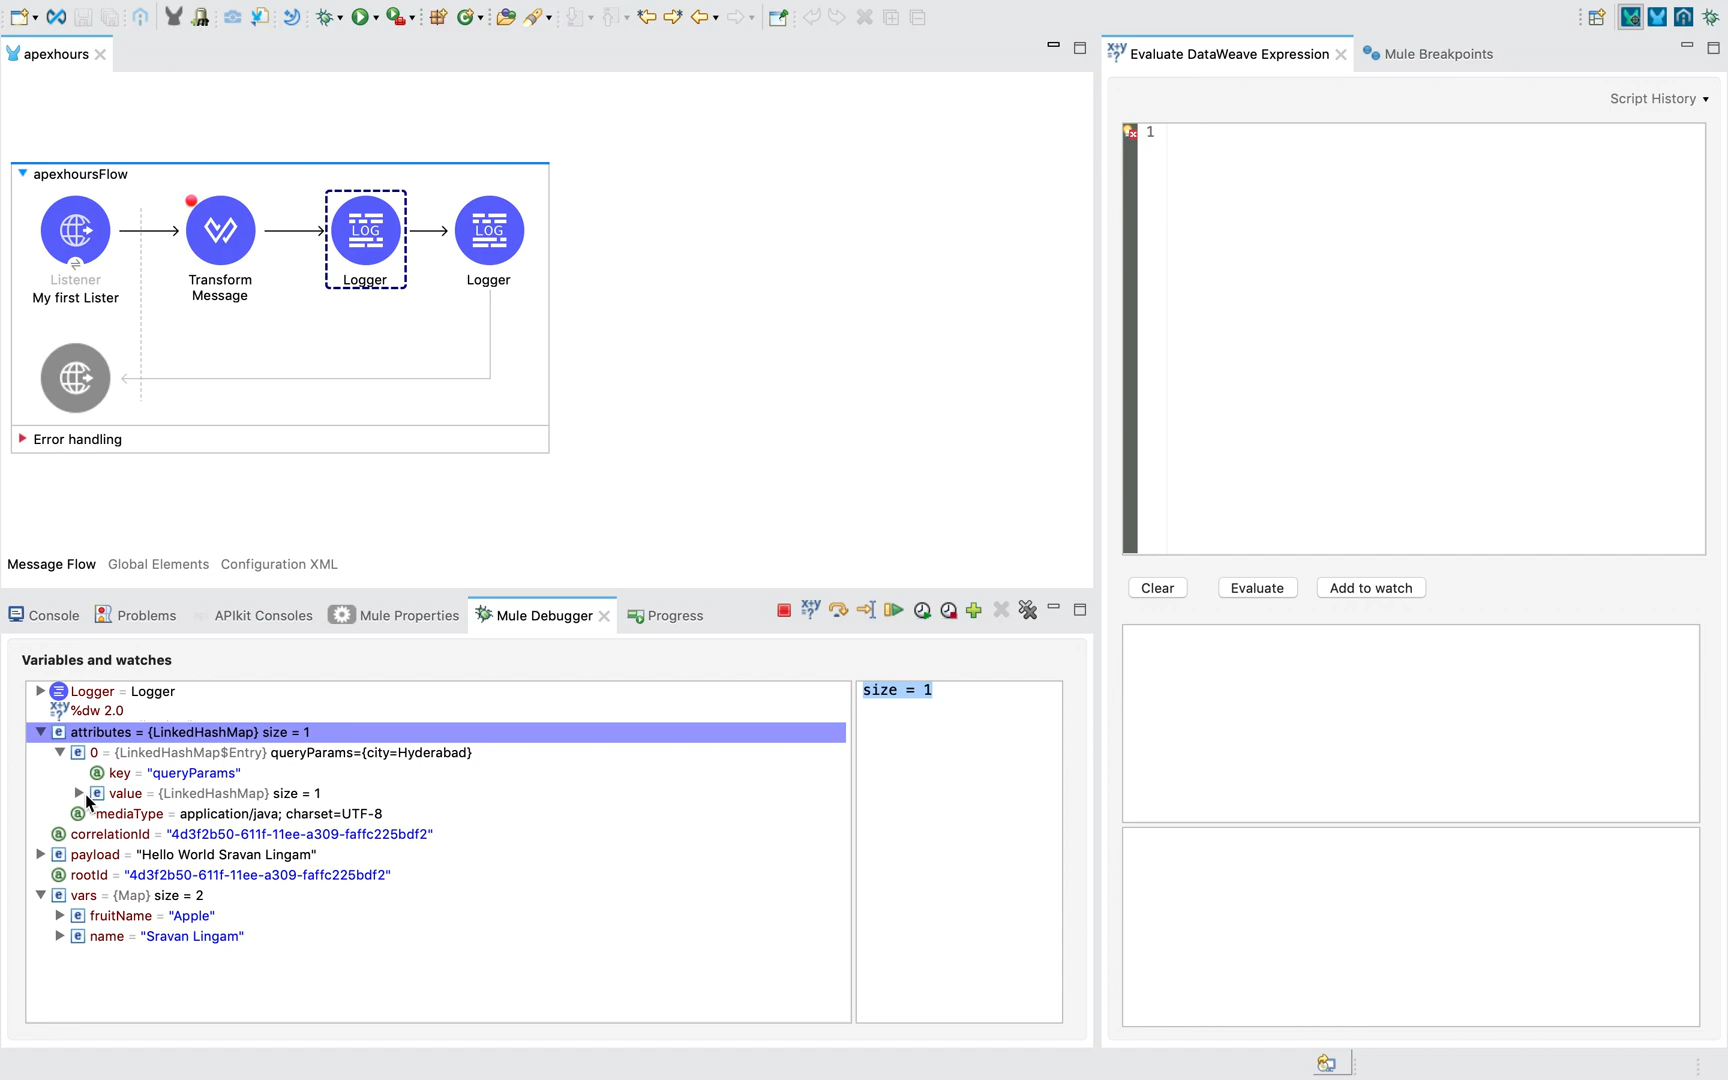 apexhours
Evaluate DataWeave Expression
Mule Breakpoints
Script History
1
apexhoursFlow
LOG
LOG
Listener
My first Lister
Transform
Message
Logger
Logger
Error handling
Message Flow
Global Elements
Configuration XML
Clear
Evaluate
Add to watch
Console
Problems
APIkit Consoles
Mule Properties
Mule Debugger
Progress
Variables and watches
Logger = Logger
size = 1
x+y
=? %dw 2.0
attributes = {LinkedHashMap} size = 1
0 = {LinkedHashMap$Entry} queryParams={city=Hyderabad}
key = "queryParams"
value = {LinkedHashMap} size = 1
^mediaType = application/java; charset=UTF-8
correlationId = "4d3f2b50-611f-11ee-a309-faffc225bdf2"
payload = "Hello World Sravan Lingam"
rootId = "4d3f2b50-611f-11ee-a309-faffc225bdf2"
vars = {Map} size = 2
fruitName = "Apple"
name = "Sravan Lingam"